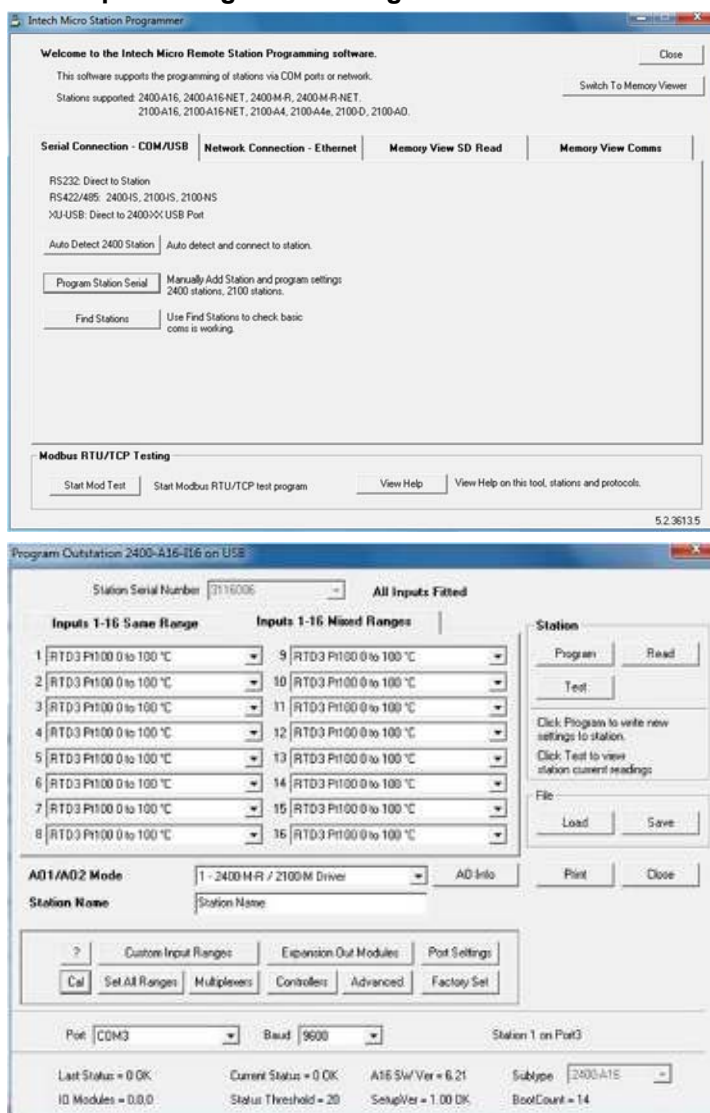 Intech Micro Station Programmer
Welcome to the Intech Micro Remote Station Programming software.
Close
This software supports the programming of stations via COM ports or network.
Switch To Memory Viewer
Stations supported: 2400-A16, 2400-A16-NET, 2400-M-R, 2400-M-R-NET.
2100-A16, 2100-A16-NET, 2100-A4, 2100-A4e, 2100-D, 2100-AO.
Serial Connection - COM/USB Network Connection - Ethernet Memory View SD Read Memory View Comms
RS232: Direct to Station
RS422/485: 2400-IS, 2100-IS, 2100-NS
XU-USB: Direct to 2400-XX USB Port
Auto Detect 2400 Station Auto detect and connect to station.
Program Station Serial Manually Add Station and program settings
2400 stations, 2100 stations.
Find Stations Use Find Stations to check basic
coms is working.
Modbus RTU/TCP Testing
Start Mod Test Start Modbus RTU/TCP test program View Help View Help on this tool, stations and protocols.
5.2.3613.5
Program Outstation 2400-A16-I16 on USB
Station Serial Number 3116006 All Inputs Fitted
Inputs 1-16 Same Range Inputs 1-16 Mixed Ranges Station
1 RTD3 Pt100 0 to 100 °C 9 RTD3 Pt100 0 to 100 °C Program Read
2 RTD3 Pt100 0 to 100 °C 10 RTD3 Pt100 0 to 100 °C Test
3 RTD3 Pt100 0 to 100 °C 11 RTD3 Pt100 0 to 100 °C
4 RTD3 Pt100 0 to 100 °C 12 RTD3 Pt100 0 to 100 °C Click Program to write new
settings to station.
5 RTD3 Pt100 0 to 100 °C 13 RTD3 Pt100 0 to 100 °C Click Test to view
station current readings
6 RTD3 Pt100 0 to 100 °C 14 RTD3 Pt100 0 to 100 °C File
7 RTD3 Pt100 0 to 100 °C 15 RTD3 Pt100 0 to 100 °C Load Save
8 RTD3 Pt100 0 to 100 °C 16 RTD3 Pt100 0 to 100 °C
AO1/AO2 Mode 1 - 2400-M-R / 2100-M Driver AO Info Print Close
Station Name Station Name
? Custom Input Ranges Expansion Out Modules Port Settings
Cal Set All Ranges Multiplexers Controllers Advanced Factory Set
Port COM3 Baud 9600 Station 1 on Port3
Last Status = 0 OK Current Status = 0 OK A16 SW Ver = 6.21 Subtype 2400-A16
IO Modules = 0,0,0 Status Threshold = 20 SetupVer = 1.00 OK BootCount = 14